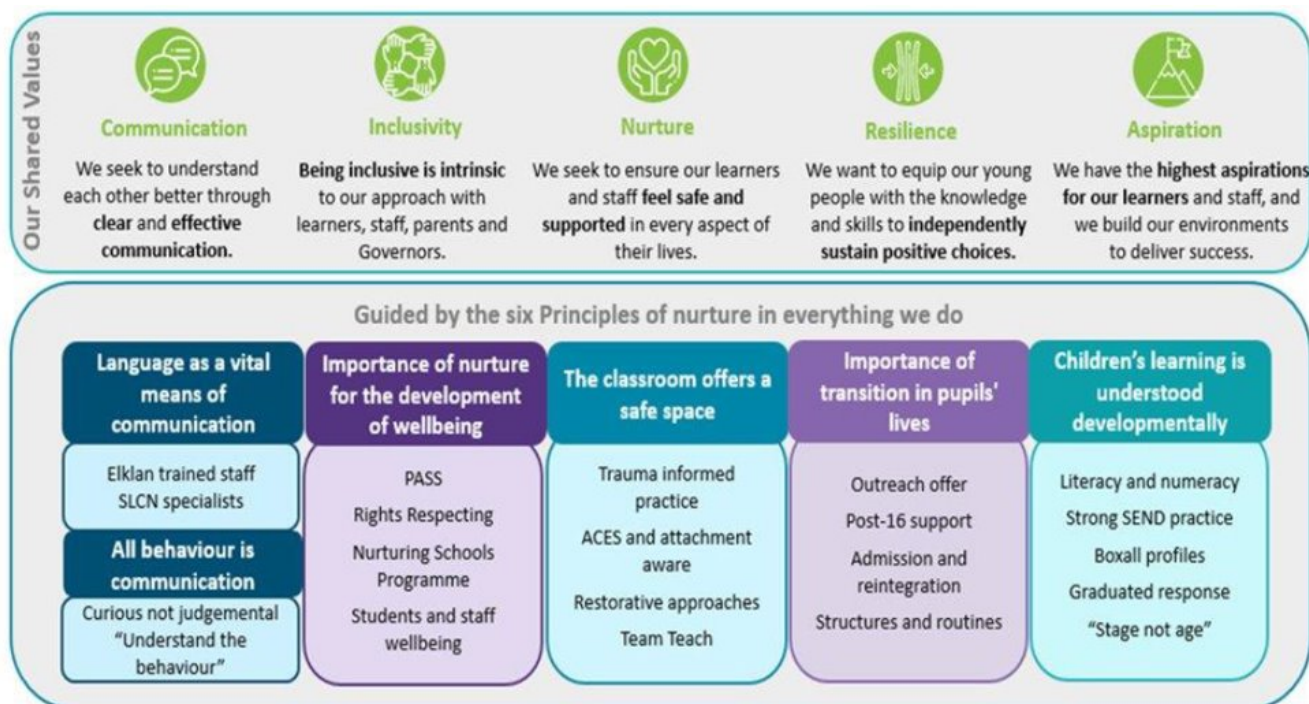 Our Shared Values
Communication
We seek to understand
each other better through
clear and effective
communication.
Inclusivity
Being inclusive is intrinsic
to our approach with
learners, staff, parents and
Governors.
Nurture
We seek to ensure our learners
and staff feel safe and
supported in every aspect of
their lives.
Resilience
We want to equip our young
people with the knowledge
and skills to independently
sustain positive choices.
Aspiration
We have the highest aspirations
for our learners and staff, and
we build our environments
to deliver success.
Guided by the six Principles of nurture in everything we do
Language as a vital
means of
communication
Elklan trained staff
SLCN specialists
All behaviour is
communication
Curious not judgemental
“Understand the
behaviour”
Importance of nurture
for the development
of wellbeing
PASS
Rights Respecting
Nurturing Schools
Programme
Students and staff
wellbeing
The classroom offers a
safe space
Trauma informed
practice
ACES and attachment
aware
Restorative approaches
Team Teach
Importance of
transition in pupils'
lives
Outreach offer
Post-16 support
Admission and
reintegration
Structures and routines
Children’s learning is
understood
developmentally
Literacy and numeracy
Strong SEND practice
Boxall profiles
Graduated response
“Stage not age”